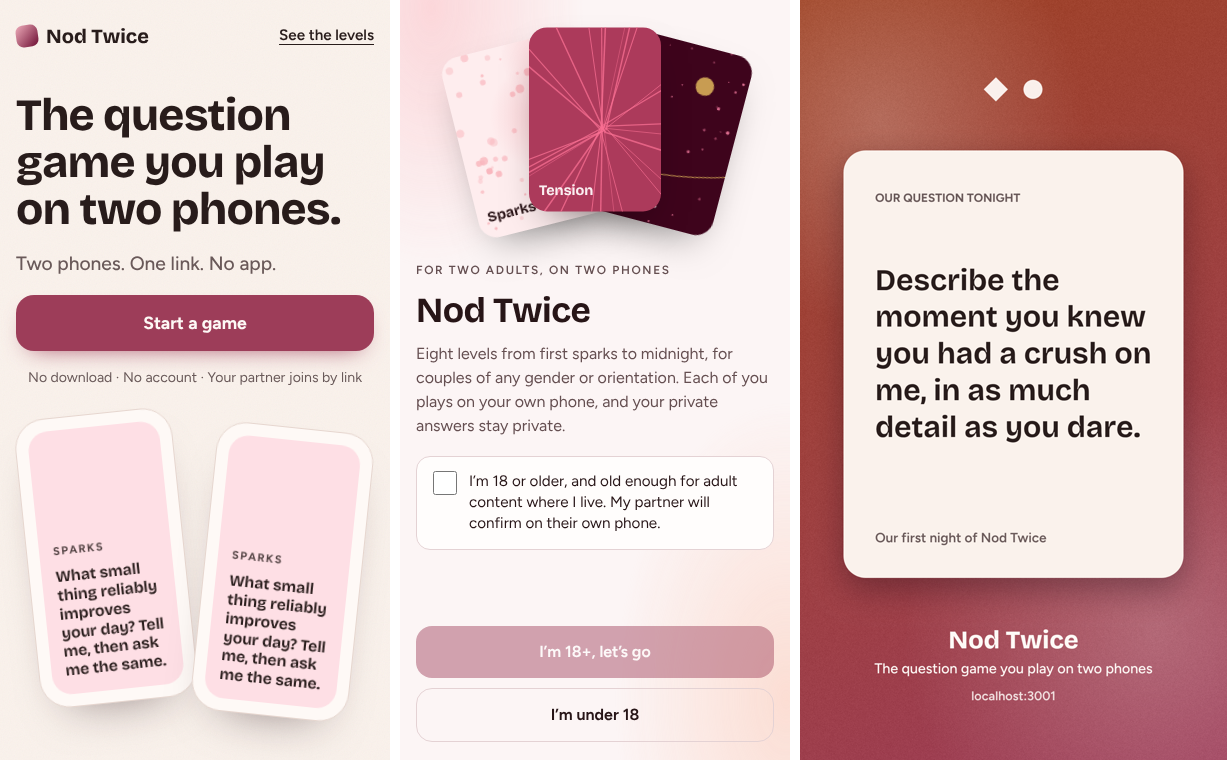 Nod Twice
See the levels
The question
game you play
on two phones.
Two phones. One link. No app.
Start a game
No download · No account · Your partner joins by link
SPARKS
What small
thing reliably
improves
your day? Tell
me, then ask
me the same.
SPARKS
What small
thing reliably
improves
your day? Tell
me, then ask
me the same.
Sparks
Tension
FOR TWO ADULTS, ON TWO PHONES
Nod Twice
Eight levels from first sparks to midnight, for
couples of any gender or orientation. Each of you
plays on your own phone, and your private
answers stay private.
I’m 18 or older, and old enough for adult
content where I live. My partner will
confirm on their own phone.
I’m 18+, let’s go
I’m under 18
OUR QUESTION TONIGHT
Describe the
moment you knew
you had a crush on
me, in as much
detail as you dare.
Our first night of Nod Twice
Nod Twice
The question game you play on two phones
localhost:3001